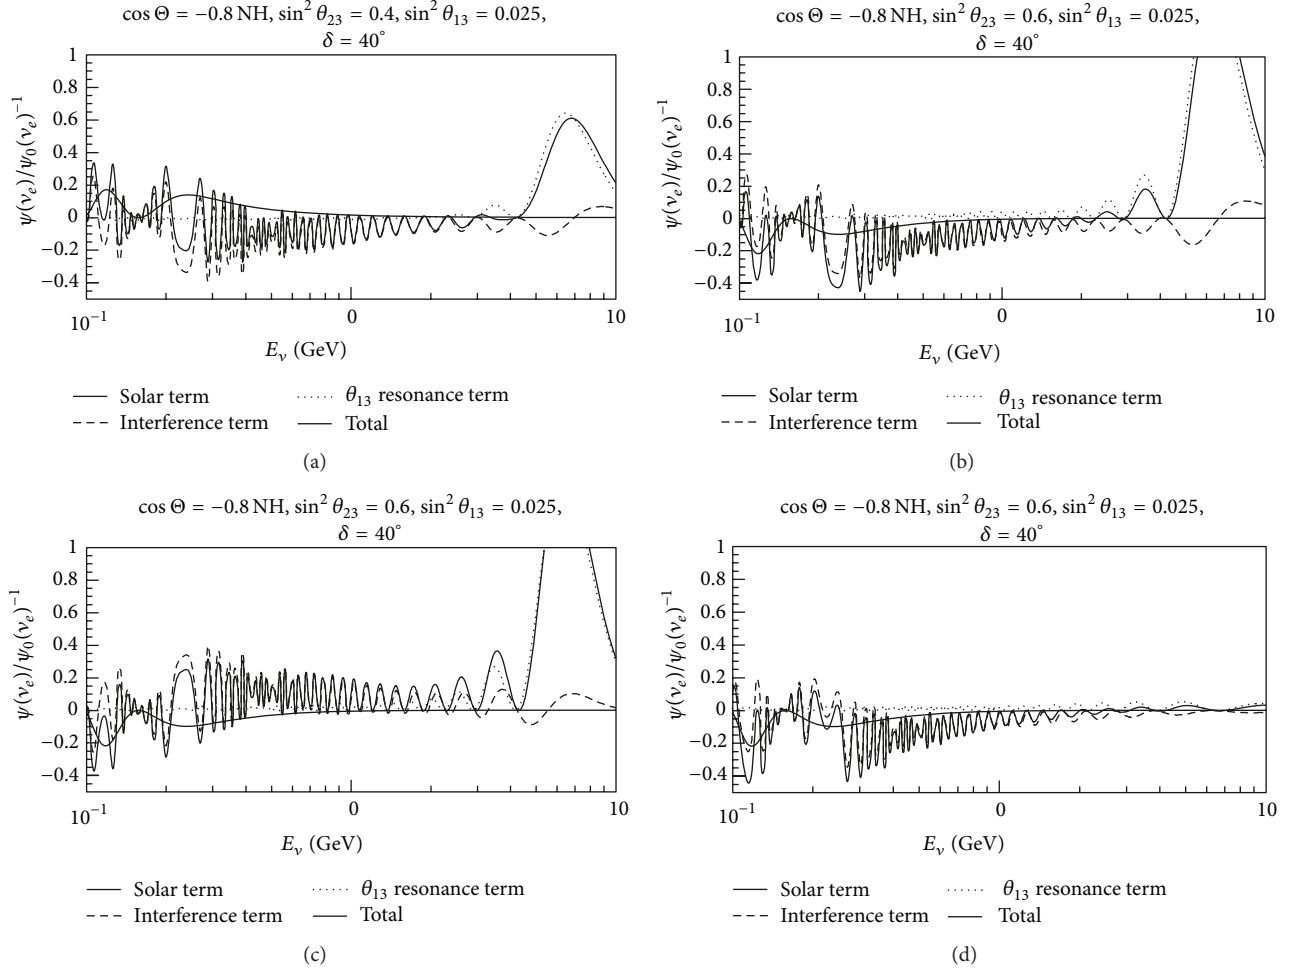 cos Θ = −0.8 NH, sin² θ₂₃ = 0.4, sin² θ₁₃ = 0.025,
δ = 40°
1
0.8
0.6
0.4
0.2
0
−0.2
−0.4
ψ(νₑ)/ψ₀(νₑ)⁻¹
10⁻¹
0
10
Eᵥ (GeV)
Solar term
θ₁₃ resonance term
Interference term
Total
(a)
cos Θ = −0.8 NH, sin² θ₂₃ = 0.6, sin² θ₁₃ = 0.025,
δ = 40°
1
0.8
0.6
0.4
0.2
0
−0.2
−0.4
ψ(νₑ)/ψ₀(νₑ)⁻¹
10⁻¹
0
10
Eᵥ (GeV)
Solar term
θ₁₃ resonance term
Interference term
Total
(b)
cos Θ = −0.8 NH, sin² θ₂₃ = 0.6, sin² θ₁₃ = 0.025,
δ = 40°
1
0.8
0.6
0.4
0.2
0
−0.2
−0.4
ψ(νₑ)/ψ₀(νₑ)⁻¹
10⁻¹
0
10
Eᵥ (GeV)
Solar term
θ₁₃ resonance term
Interference term
Total
(c)
cos Θ = −0.8 NH, sin² θ₂₃ = 0.6, sin² θ₁₃ = 0.025,
δ = 40°
1
0.8
0.6
0.4
0.2
0
−0.2
−0.4
ψ(νₑ)/ψ₀(νₑ)⁻¹
10⁻¹
0
10
Eᵥ (GeV)
Solar term
θ₁₃ resonance term
Interference term
Total
(d)